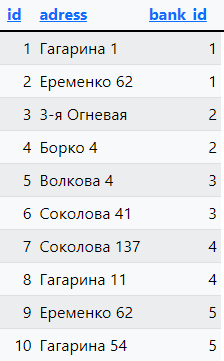 id adress bank_id
1 Гагарина 1 1
2 Еременко 62 1
3 3-я Огневая 2
4 Борко 4 2
5 Волкова 4 3
6 Соколова 41 3
7 Соколова 137 4
8 Гагарина 11 4
9 Еременко 62 5
10 Гагарина 54 5